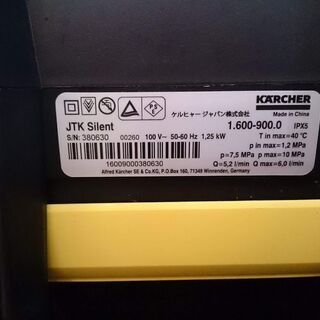 ケルヒャー ジャパン株式会社
KÄRCHER
Made in China
JTK Silent
1.600-900.0 IPX5
S/N: 380630 00260 100 V~ 50-60 Hz 1,25 kW
T in max=40°C
p in max=1,2 MPa
p=7,5 MPa p max=10 MPa
Q=5,2 l/min Q max=6,0 l/min
16009000380630
Alfred Kärcher SE & Co.KG, P.O.Box 160, 71349 Winnenden, Germany